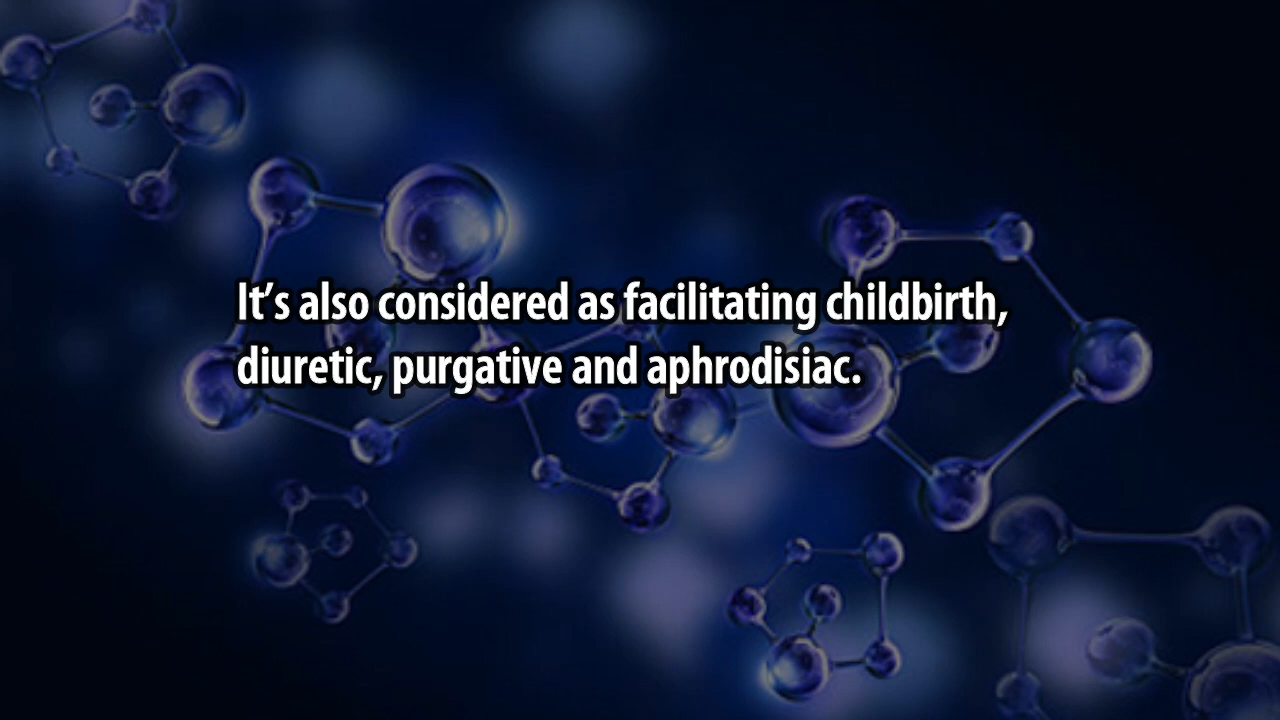 It’s also considered as facilitating childbirth,
diuretic, purgative and aphrodisiac.